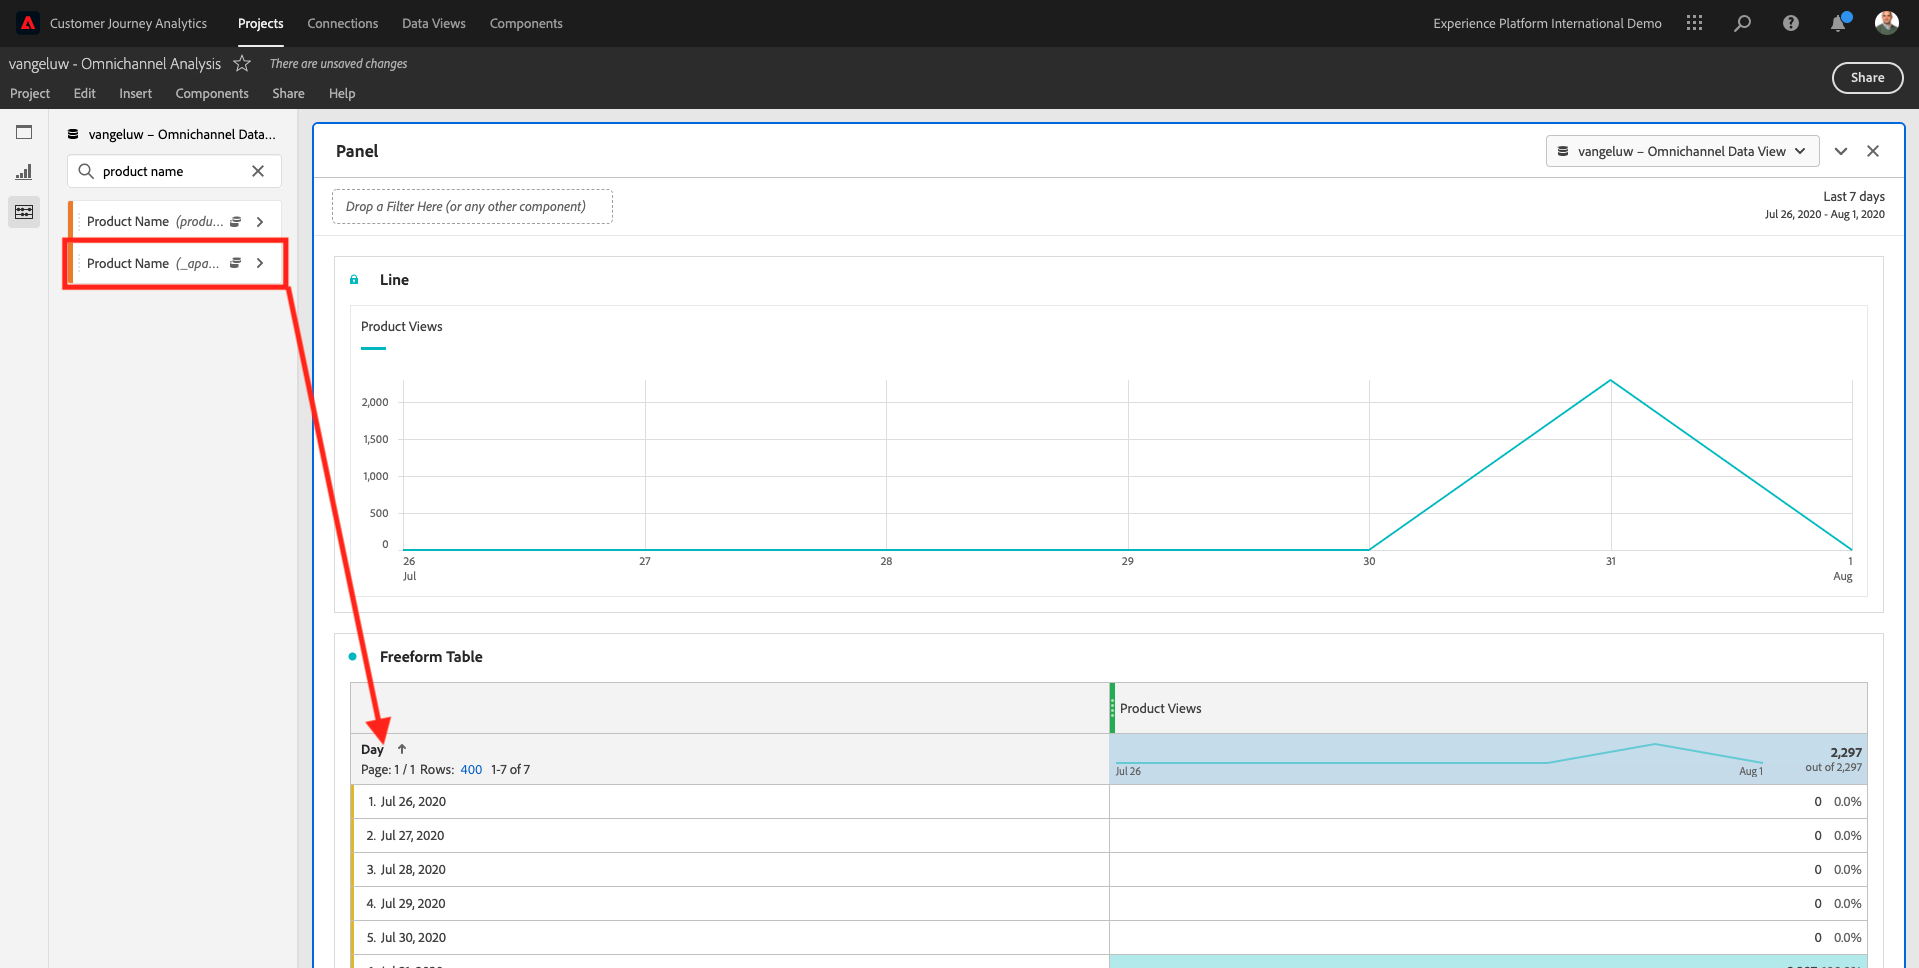 Customer Journey Analytics Projects Connections Data Views Components Experience Platform International Demo
vangeluw - Omnichannel Analysis There are unsaved changes
Share
Project Edit Insert Components Share Help
vangeluw – Omnichannel Data...
product name
Product Name (produ...
Product Name (_apa...
Panel
vangeluw – Omnichannel Data View
Drop a Filter Here (or any other component)
Last 7 days
Jul 26, 2020 - Aug 1, 2020
Line
Product Views
2,000
1,500
1,000
500
0
26 27 28 29 30 31 1
Jul Aug
Freeform Table
Product Views
Day
Page: 1 / 1 Rows: 400 1-7 of 7
Jul 26 Aug 1
2,297
out of 2,297
1. Jul 26, 2020 0 0.0%
2. Jul 27, 2020 0 0.0%
3. Jul 28, 2020 0 0.0%
4. Jul 29, 2020 0 0.0%
5. Jul 30, 2020 0 0.0%